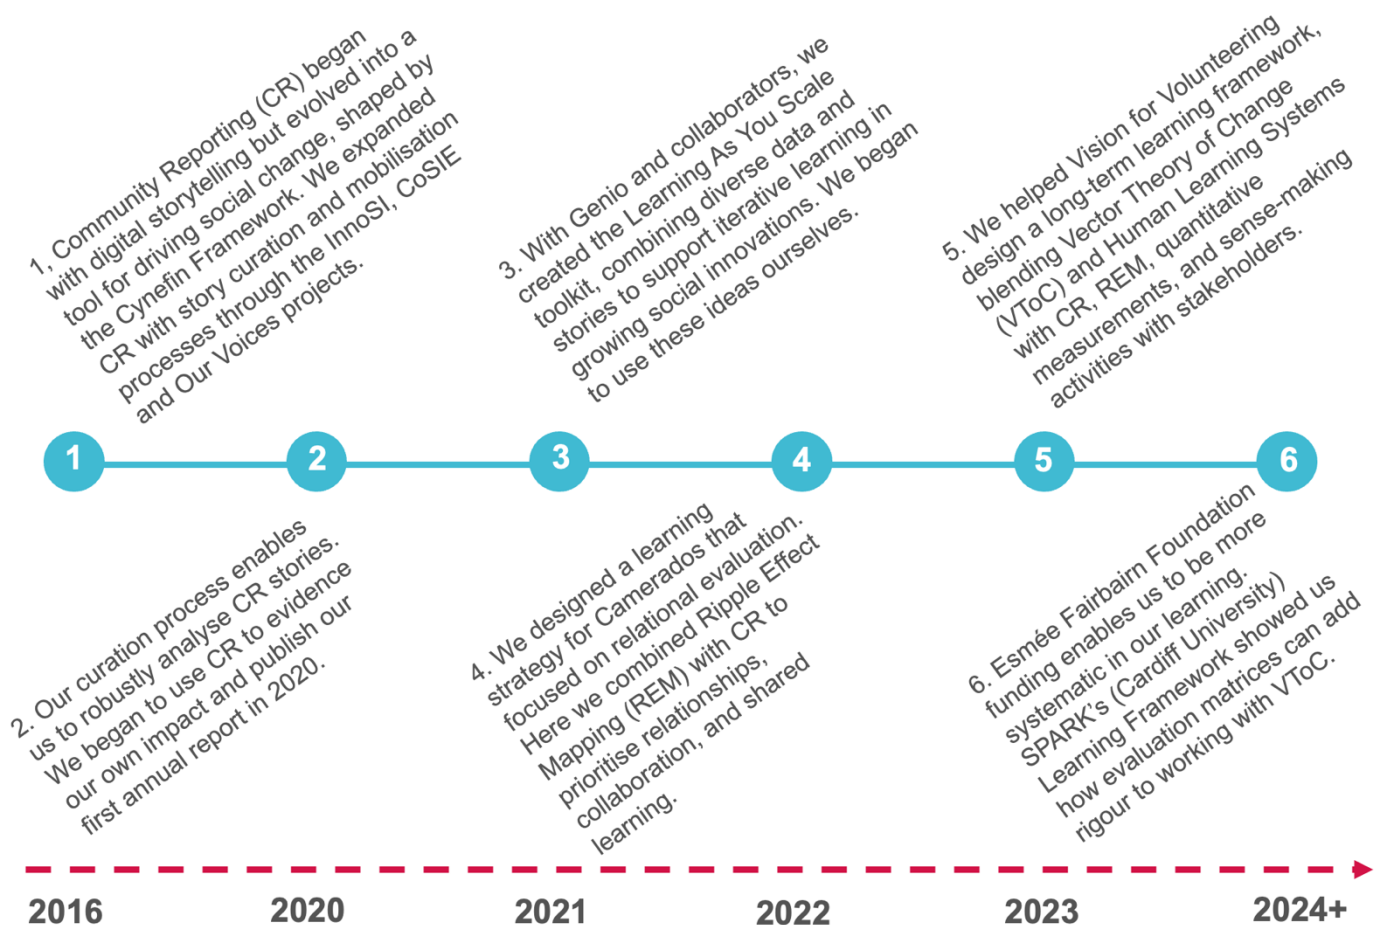 1, Community Reporting (CR) began
with digital storytelling but evolved into a
tool for driving social change, shaped by
the Cynefin Framework. We expanded
CR with story curation and mobilisation
processes through the InnoSI, CoSIE
and Our Voices projects.
3. With Genio and collaborators, we
created the Learning As You Scale
toolkit, combining diverse data and
stories to support iterative learning in
growing social innovations. We began
to use these ideas ourselves.
5. We helped Vision for Volunteering
design a long-term learning framework,
blending Vector Theory of Change
(VToC) and Human Learning Systems
with CR, REM, quantitative
measurements, and sense-making
activities with stakeholders.
1
2
3
4
5
6
2. Our curation process enables
us to robustly analyse CR stories.
We began to use CR to evidence
our own impact and publish our
first annual report in 2020.
4. We designed a learning
strategy for Camerados that
focused on relational evaluation.
Here we combined Ripple Effect
Mapping (REM) with CR to
prioritise relationships,
collaboration, and shared
learning.
6. Esmée Fairbairn Foundation
funding enables us to be more
systematic in our learning.
SPARK's (Cardiff University)
Learning Framework showed us
how evaluation matrices can add
rigour to working with VToC.
2016
2020
2021
2022
2023
2024+